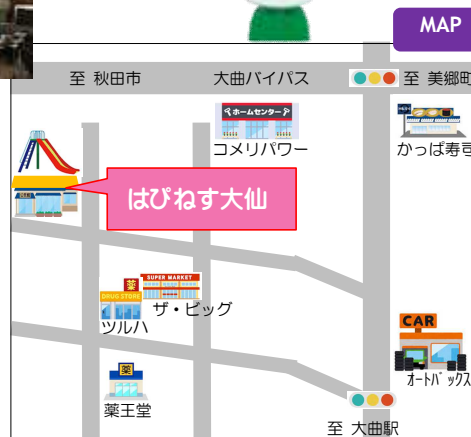 MAP
至 秋田市
大曲バイパス
至 美郷町
ホームセンター
コメリパワー
かっぱ寿司
はぴねす大仙
SUPER MARKET
薬
DRUG STORE
ザ・ビッグ
ツルハ
CAR
オートバックス
薬
薬王堂
至 大曲駅